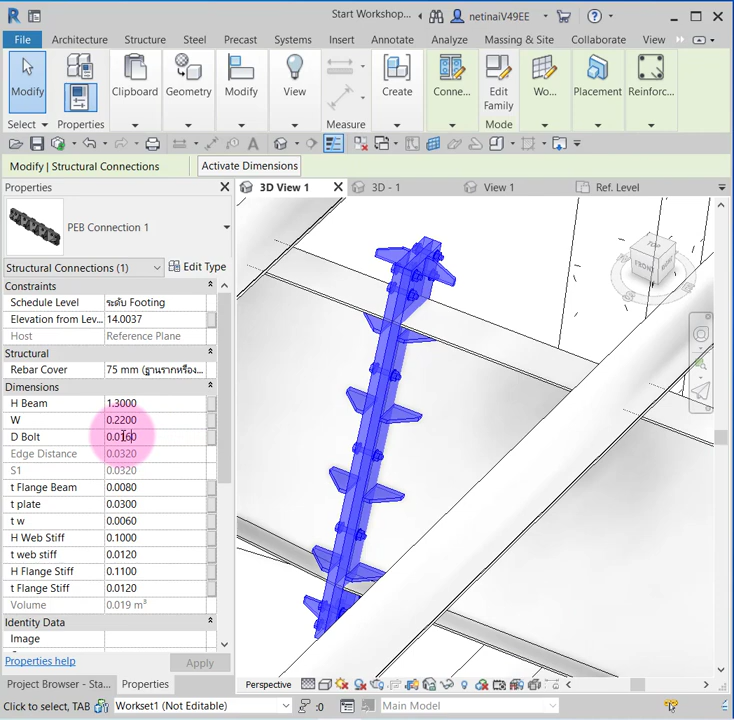 Start Workshop...
netinaiV49EE
File Architecture Structure Steel Precast Systems Insert Annotate Analyze Massing & Site Collaborate View
Modify Properties Clipboard Geometry Modify View Measure Create Conne... Edit Family Wo... Placement Reinforc...
Select Properties Measure Mode
Modify | Structural Connections Activate Dimensions
Properties
3D View 1 3D - 1 View 1 Ref. Level
PEB Connection 1
Structural Connections (1) Edit Type
Constraints
Schedule Level ระดับ Footing
Elevation from Lev... 14.0037
Host Reference Plane
Structural
Rebar Cover 75 mm (ฐานรากหรือง...
Dimensions
H Beam 1.3000
W 0.2200
D Bolt 0.0160
Edge Distance 0.0320
S1 0.0320
t Flange Beam 0.0080
t plate 0.0300
t w 0.0060
H Web Stiff 0.1000
t web stiff 0.0120
H Flange Stiff 0.1100
t Flange Stiff 0.0120
Volume 0.019 m³
Identity Data
Image
Properties help Apply
Project Browser - Sta... Properties
Perspective
Click to select, TAB Workset1 (Not Editable) :0 Main Model
TOP
FRONT